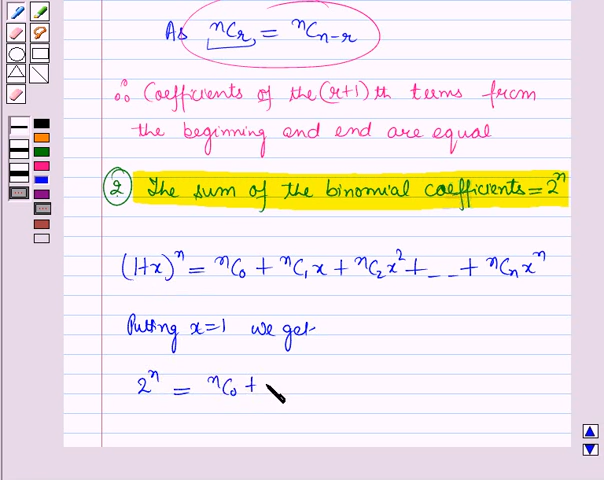 As ⁿCᵣ = ⁿCₙ₋ᵣ
∴ Coefficients of the (r+1)th terms from
the beginning and end are equal
② The sum of the binomial coefficients = 2ⁿ
(1+x)ⁿ = ⁿC₀ + ⁿC₁x + ⁿC₂x² + - - + ⁿCₙxⁿ
Putting x=1 we get
2ⁿ = ⁿC₀ +